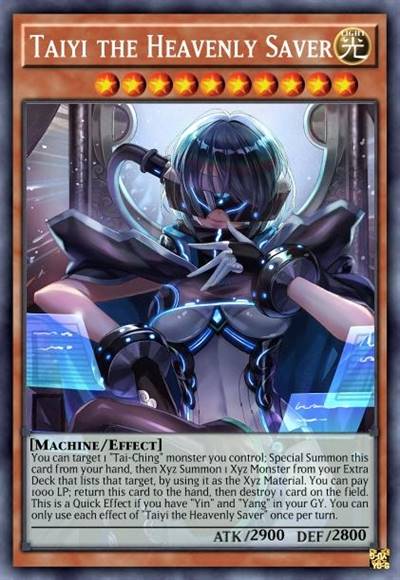 TAIYI THE HEAVENLY SAVER
LIGHT
光
[MACHINE/EFFECT]
You can target 1 "Tai-Ching" monster you control; Special Summon this
card from your hand, then Xyz Summon 1 Xyz Monster from your Extra
Deck that lists that target, by using it as the Xyz Material. You can pay
1000 LP; return this card to the hand, then destroy 1 card on the field.
This is a Quick Effect if you have "Yin" and "Yang" in your GY. You can
only use each effect of "Taiyi the Heavenly Saver" once per turn.
ATK/2900 DEF/2800